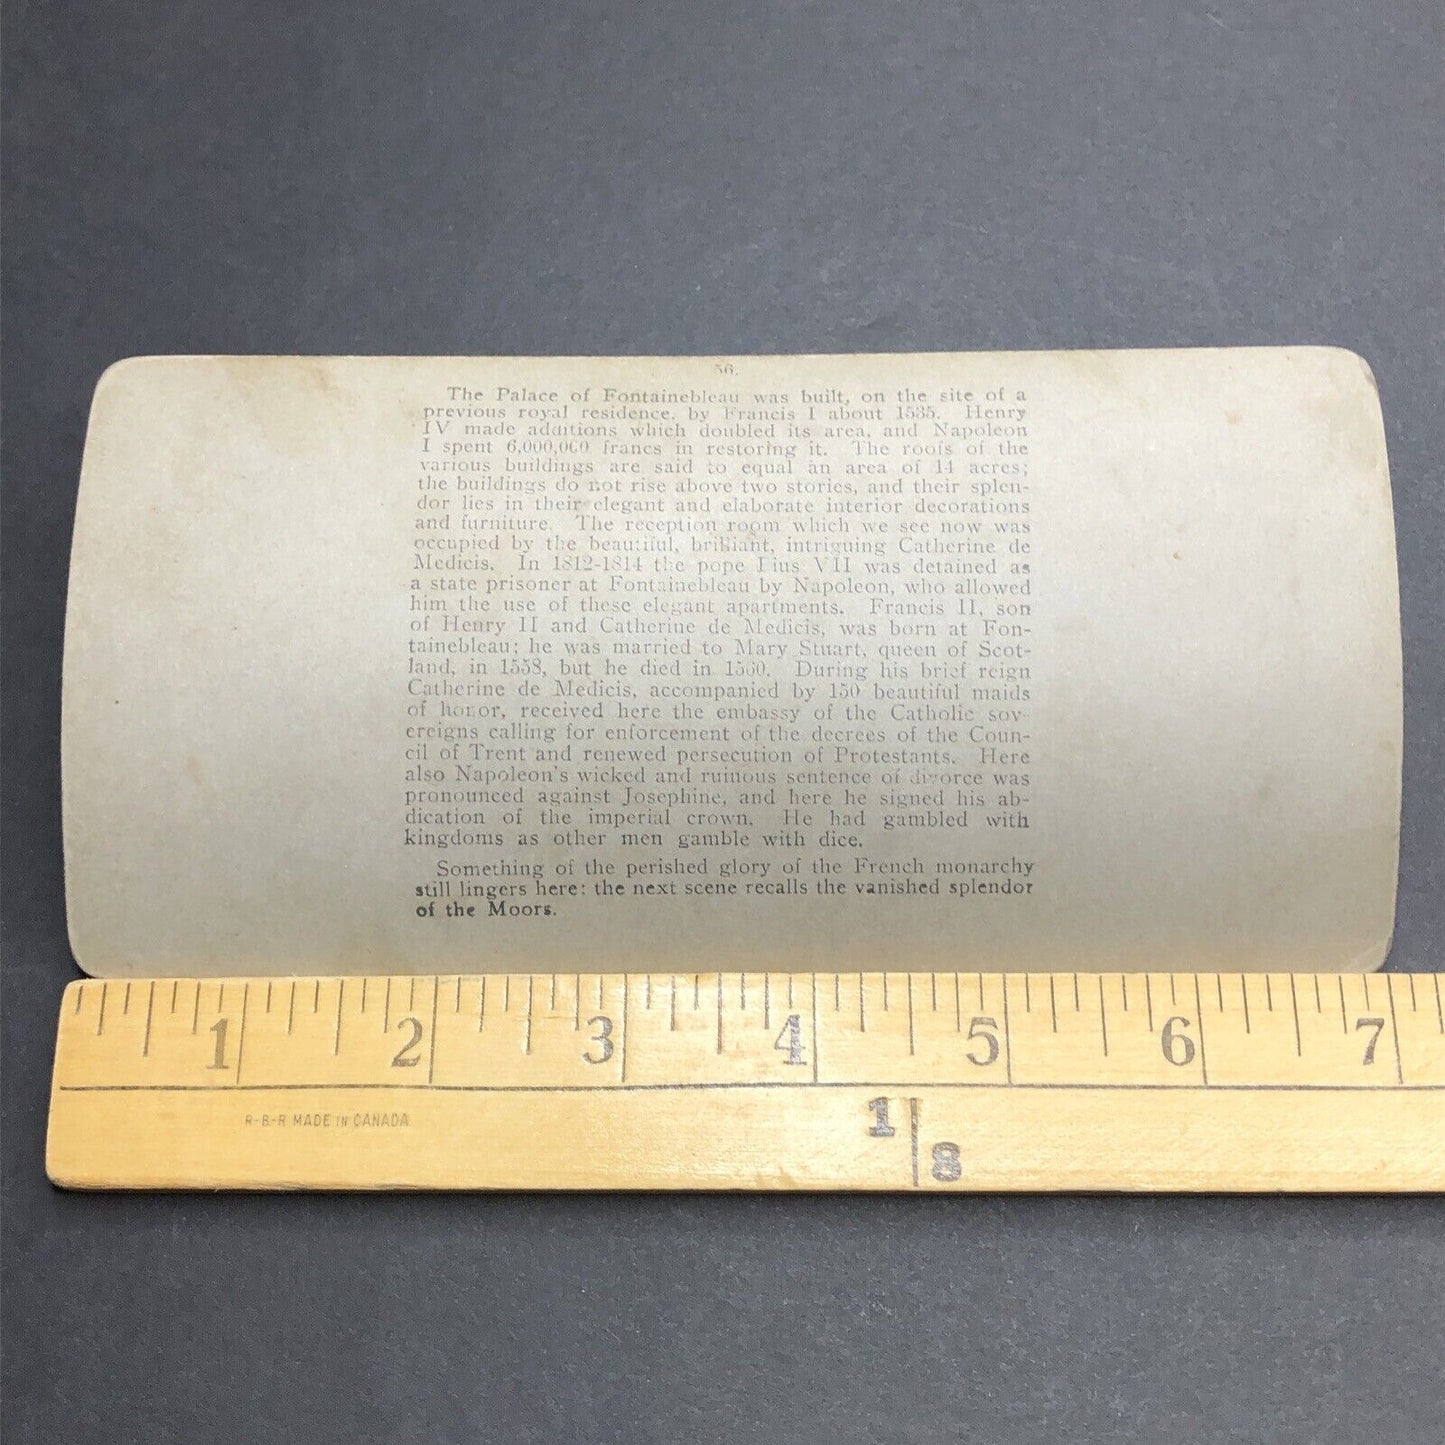 56.
The Palace of Fontainebleau was built, on the site of a
previous royal residence, by Francis I about 1535. Henry
IV made additions which doubled its area, and Napoleon
I spent 6,000,000 francs in restoring it. The roofs of the
various buildings are said to equal an area of 14 acres;
the buildings do not rise above two stories, and their splen-
dor lies in their elegant and elaborate interior decorations
and furniture. The reception room which we see now was
occupied by the beautiful, brilliant, intriguing Catherine de
Medicis. In 1812-1814 the pope Pius VII was detained as
a state prisoner at Fontainebleau by Napoleon, who allowed
him the use of these elegant apartments. Francis II, son
of Henry II and Catherine de Medicis, was born at Fon-
tainebleau; he was married to Mary Stuart, queen of Scot-
land, in 1558, but he died in 1560. During his brief reign
Catherine de Medicis, accompanied by 150 beautiful maids
of honor, received here the embassy of the Catholic sov-
ereigns calling for enforcement of the decrees of the Coun-
cil of Trent and renewed persecution of Protestants. Here
also Napoleon's wicked and ruinous sentence of divorce was
pronounced against Josephine, and here he signed his ab-
dication of the imperial crown. He had gambled with
kingdoms as other men gamble with dice.
Something of the perished glory of the French monarchy
still lingers here: the next scene recalls the vanished splendor
of the Moors.
1 2 3 4 5 6 7
R-B-R MADE IN CANADA
1/8